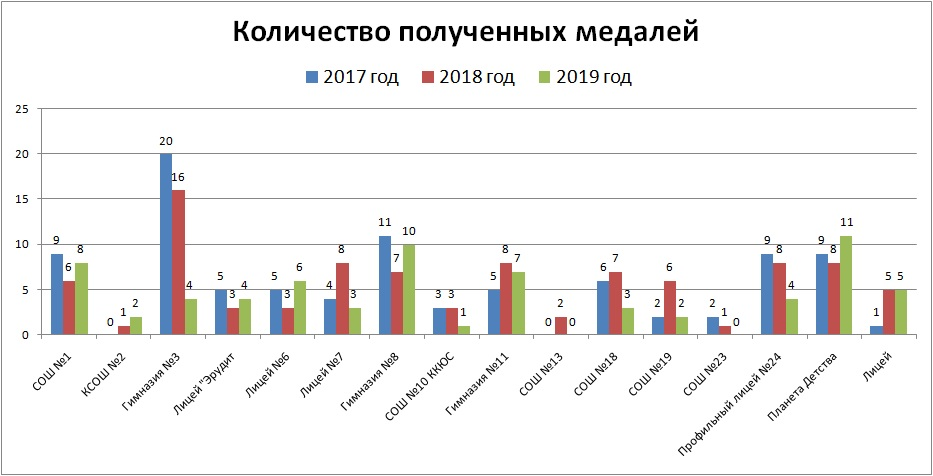 Количество полученных медалей
2017 год 2018 год 2019 год
25
20
15
10
5
0
9 6 8
0 1 2
20 16 4
5 3 4
5 3 6
4 8 3
11 7 10
3 3 1
5 8 7
0 2 0
6 7 3
2 6 2
2 1 0
9 8 4
9 8 11
1 5 5
СОШ №1
КСОШ №2
Гимназия №3
Лицей "Эрудит
Лицей №6
Лицей №7
Гимназия №8
СОШ №10 ККЮС
Гимназия №11
СОШ №13
СОШ №18
СОШ №19
СОШ №23
Профильный лицей №24
Планета Детства
Лицей